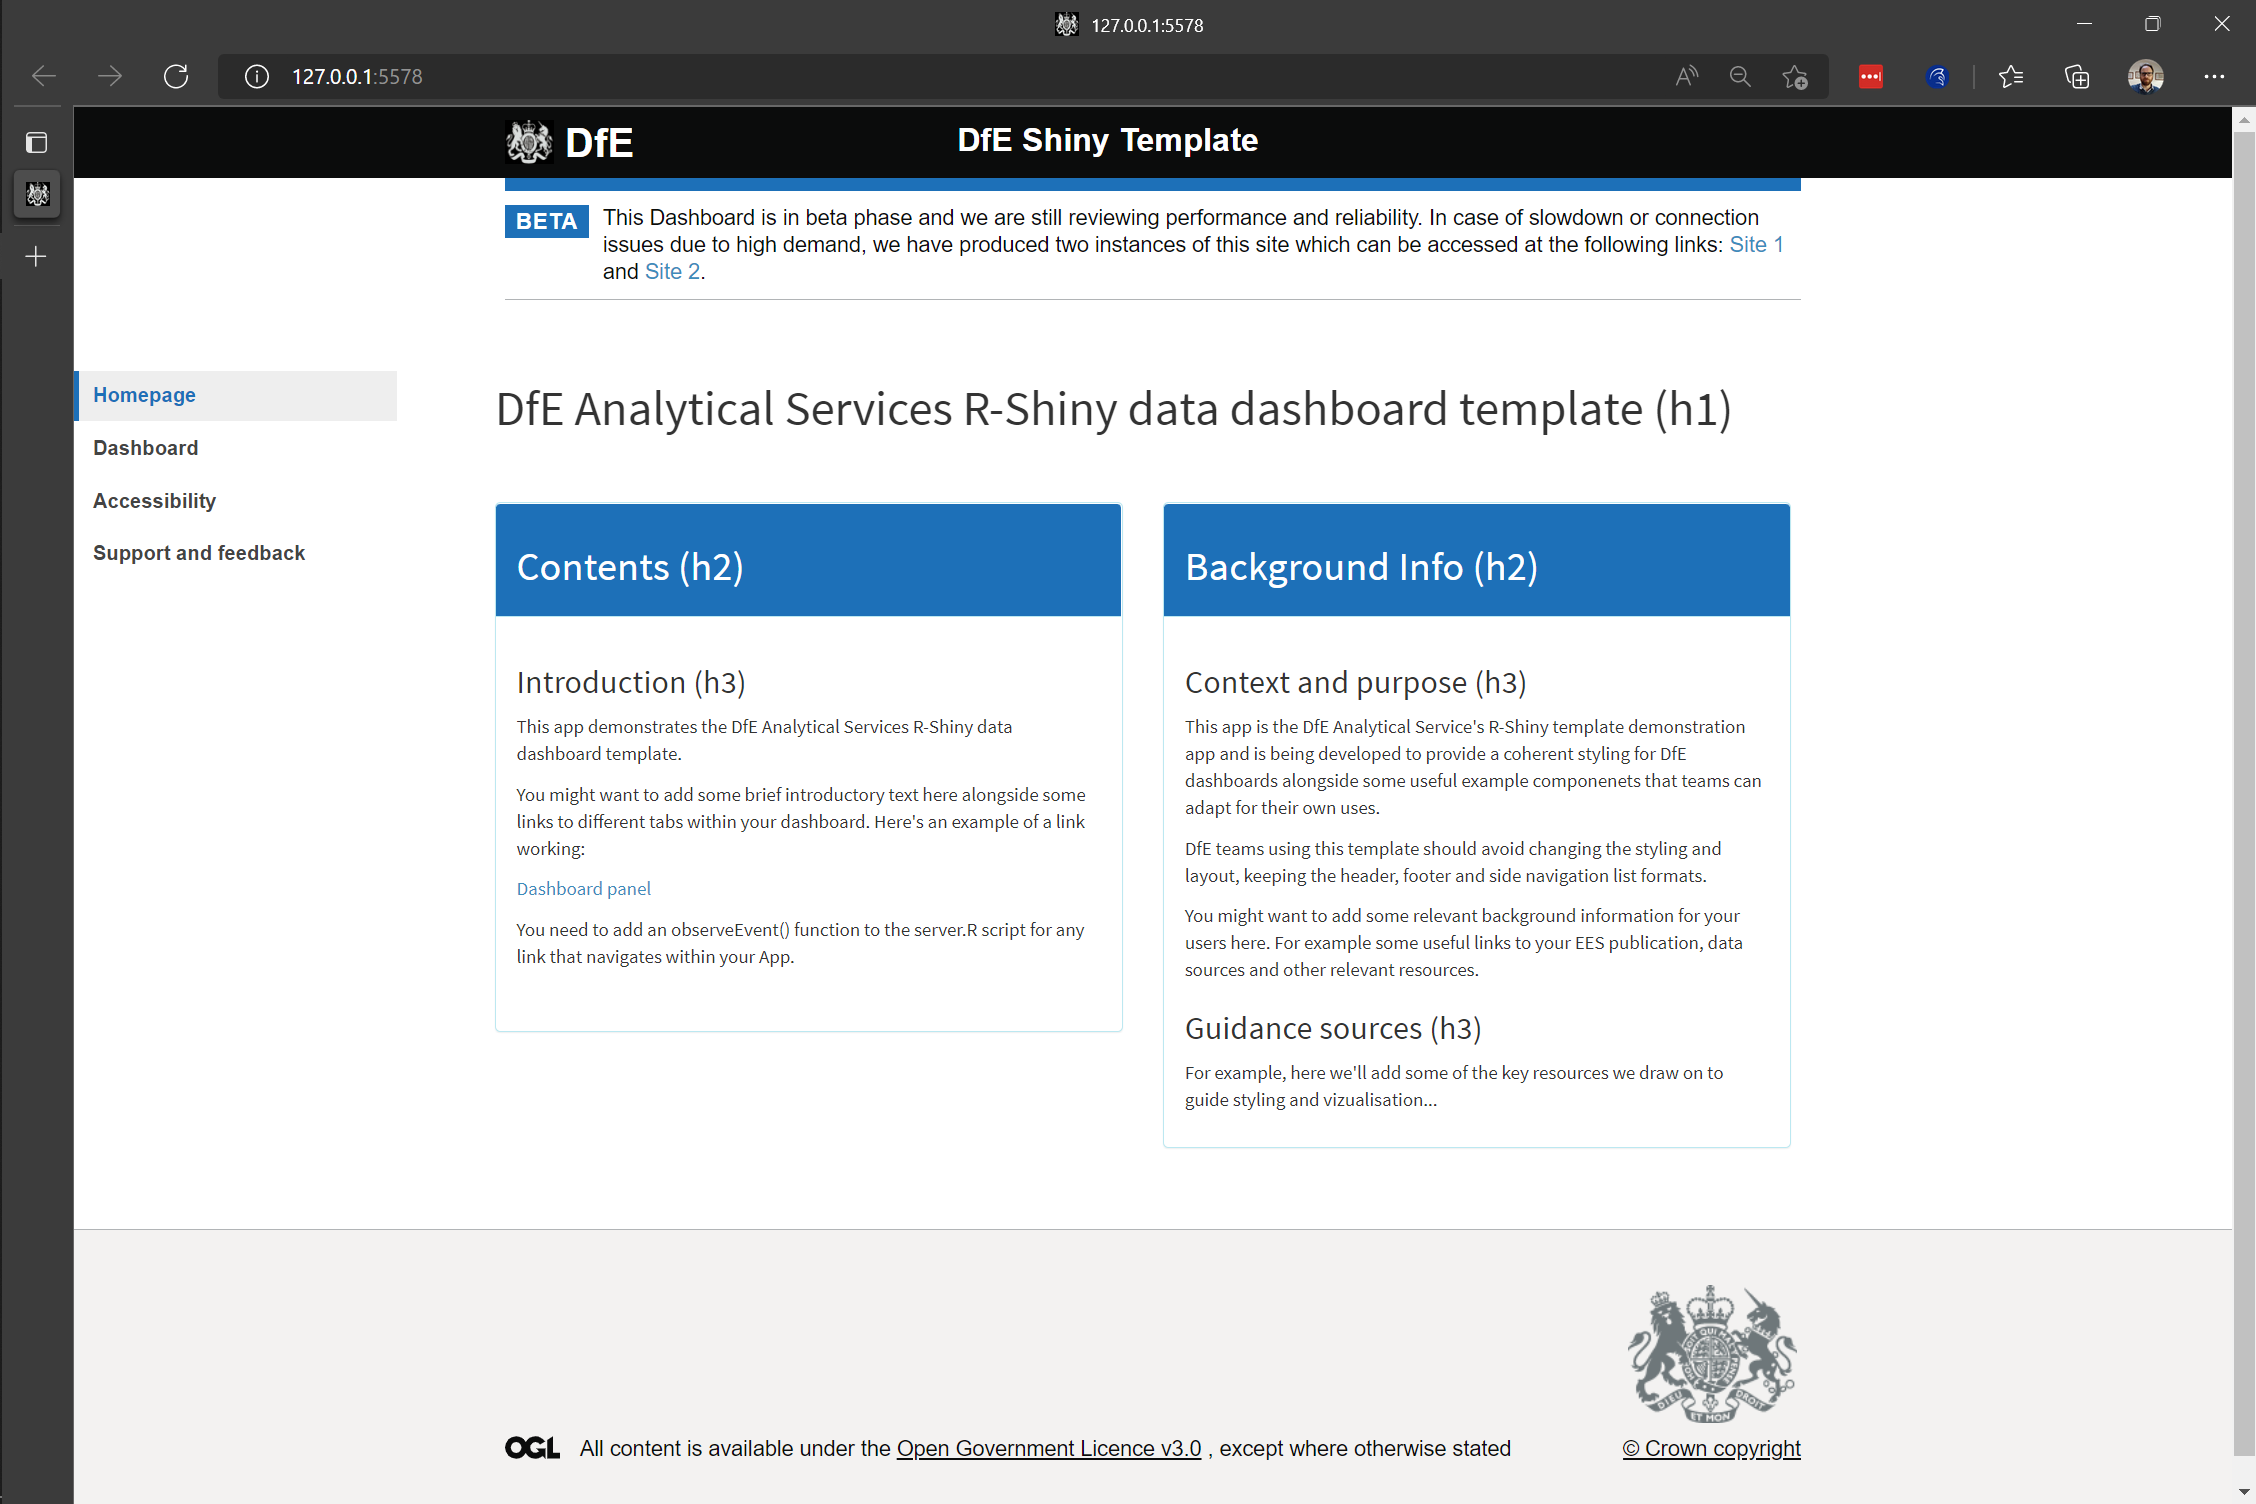 127.0.0.1:5578
127.0.0.1:5578
DfE
DfE Shiny Template
BETA
This Dashboard is in beta phase and we are still reviewing performance and reliability. In case of slowdown or connection
issues due to high demand, we have produced two instances of this site which can be accessed at the following links: Site 1
and Site 2.
Homepage
Dashboard
Accessibility
Support and feedback
DfE Analytical Services R-Shiny data dashboard template (h1)
Contents (h2)
Introduction (h3)
This app demonstrates the DfE Analytical Services R-Shiny data
dashboard template.
You might want to add some brief introductory text here alongside some
links to different tabs within your dashboard. Here's an example of a link
working:
Dashboard panel
You need to add an observeEvent() function to the server.R script for any
link that navigates within your App.
Background Info (h2)
Context and purpose (h3)
This app is the DfE Analytical Service's R-Shiny template demonstration
app and is being developed to provide a coherent styling for DfE
dashboards alongside some useful example componenets that teams can
adapt for their own uses.
DfE teams using this template should avoid changing the styling and
layout, keeping the header, footer and side navigation list formats.
You might want to add some relevant background information for your
users here. For example some useful links to your EES publication, data
sources and other relevant resources.
Guidance sources (h3)
For example, here we'll add some of the key resources we draw on to
guide styling and vizualisation...
OGL All content is available under the Open Government Licence v3.0 , except where otherwise stated
© Crown copyright